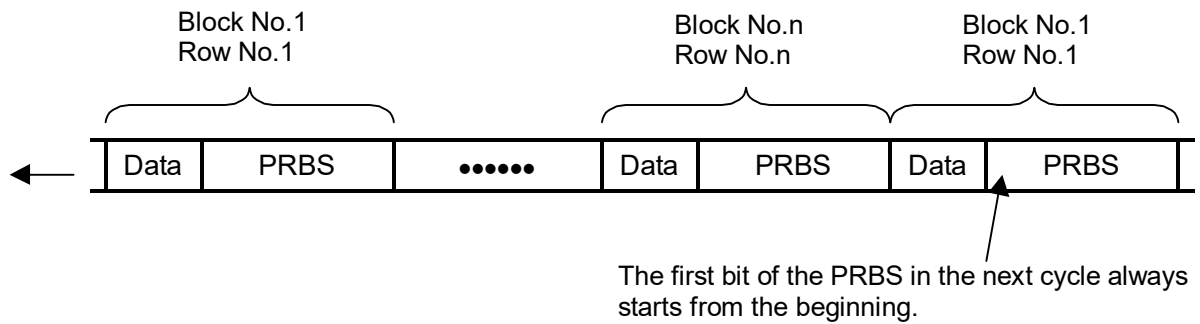 Block No.1
Row No.1
Block No.n
Row No.n
Block No.1
Row No.1
Data
PRBS
••••••
Data
PRBS
Data
PRBS
The first bit of the PRBS in the next cycle always
starts from the beginning.